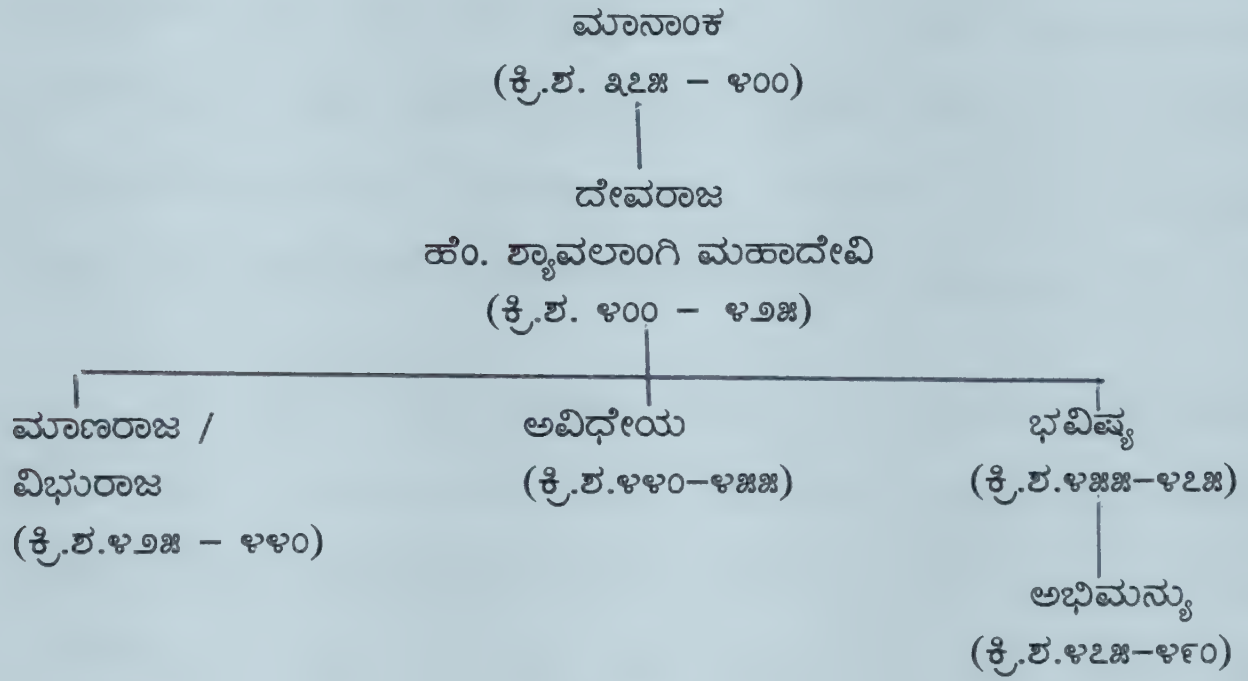 ಮಾನಾಂಕ
(ಕ್ರಿ.ಶ. ೩೭೫ – ೪೦೦)
ದೇವರಾಜ
ಹೆಂ. ಶ್ಯಾವಲಾಂಗಿ ಮಹಾದೇವಿ
(ಕ್ರಿ.ಶ. ೪೦೦ – ೪೨೫)
ಮಾಣರಾಜ /
ವಿಭುರಾಜ
(ಕ್ರಿ.ಶ.೪೨೫ – ೪೪೦)
ಅವಿಧೇಯ
(ಕ್ರಿ.ಶ.೪೪೦–೪೫೫)
ಭವಿಷ್ಯ
(ಕ್ರಿ.ಶ.೪೫೫–೪೭೫)
ಅಭಿಮನ್ಯು
(ಕ್ರಿ.ಶ.೪೭೫–೪೯೦)